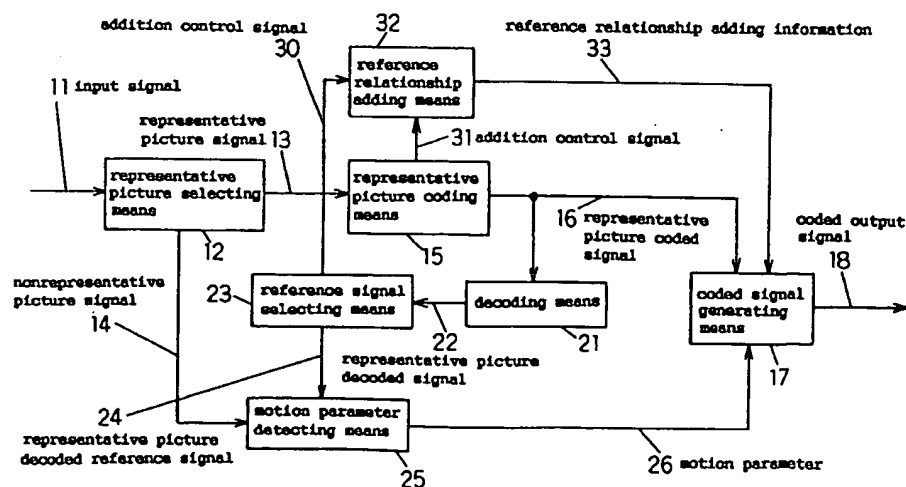 addition control signal
30
32
reference
relationship
adding means
reference relationship adding information
33
11 input signal
representative
picture signal 13
31 addition control signal
representative
picture selecting
means
12
representative
picture coding
means
15
16
representative
picture coded
signal
coded output
signal
18
nonrepresentative
picture signal
14
23
reference signal
selecting means
22
decoding means
21
coded signal
generating
means
17
representative picture
decoded signal
24
representative picture
decoded reference signal
motion parameter
detecting means
25
26 motion parameter